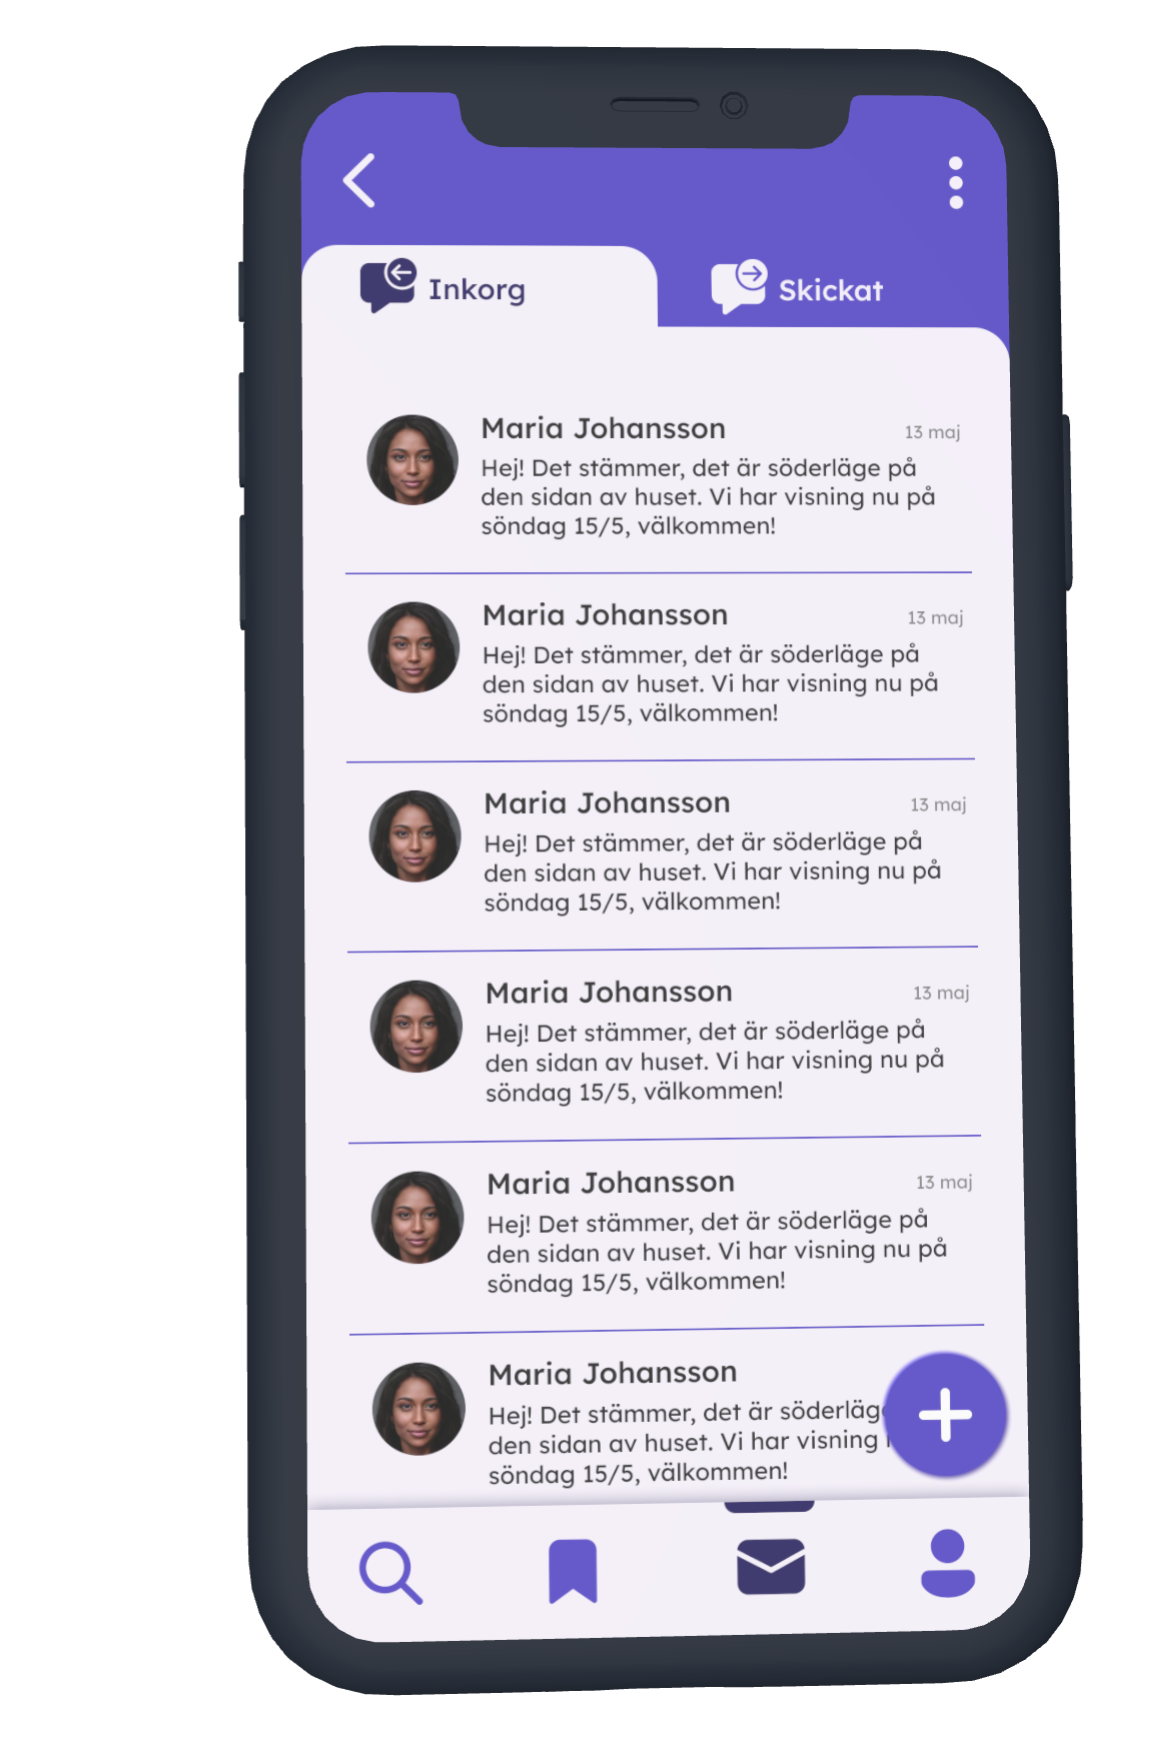 Inkorg
Skickat
Maria Johansson
13 maj
Hej! Det stämmer, det är söderläge på
den sidan av huset. Vi har visning nu på
söndag 15/5, välkommen!
Maria Johansson
13 maj
Hej! Det stämmer, det är söderläge på
den sidan av huset. Vi har visning nu på
söndag 15/5, välkommen!
Maria Johansson
13 maj
Hej! Det stämmer, det är söderläge på
den sidan av huset. Vi har visning nu på
söndag 15/5, välkommen!
Maria Johansson
13 maj
Hej! Det stämmer, det är söderläge på
den sidan av huset. Vi har visning nu på
söndag 15/5, välkommen!
Maria Johansson
13 maj
Hej! Det stämmer, det är söderläge på
den sidan av huset. Vi har visning nu på
söndag 15/5, välkommen!
Maria Johansson
Hej! Det stämmer, det är
den sidan av huset. Vi har visning
söndag 15/5, välkommen!